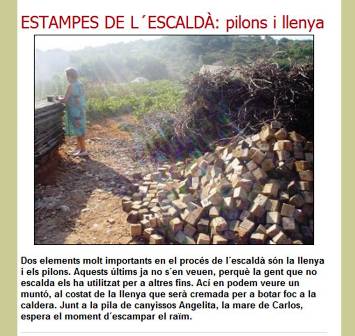 ESTAMPES DE L´ESCALDÀ: pilons i llenya
Dos elements molt importants en el procés de l´escaldà són la llenya
i els pilons. Aquests últims ja no s´en veuen, perquè la gent que no
escalda els ha utilitzat per a altres fins. Ací en podem veure un
muntó, al costat de la llenya que serà cremada per a botar foc a la
caldera. Junt a la pila de canyissos Angelita, la mare de Carlos,
espera el moment d´escampar el raïm.